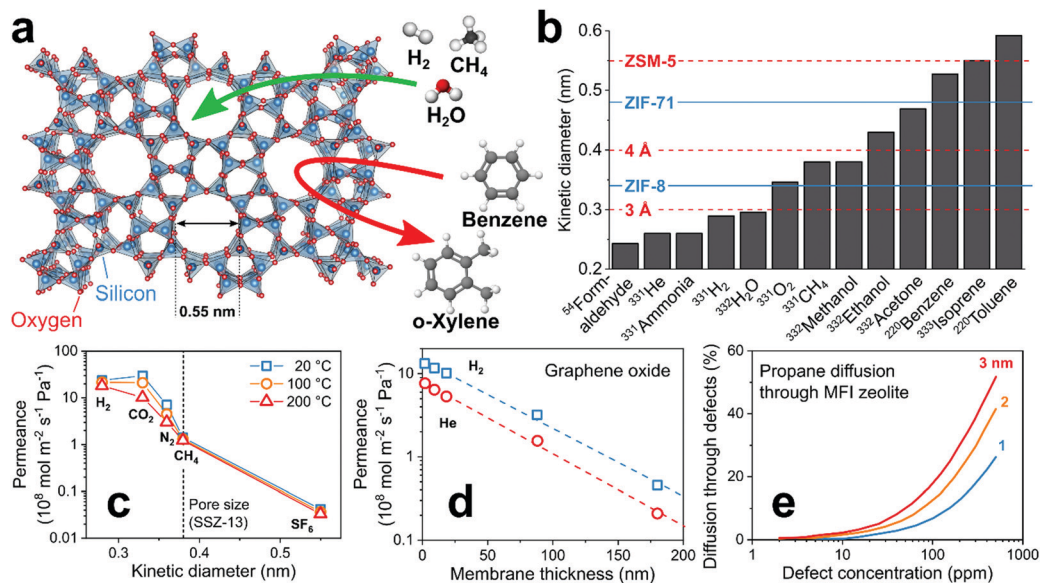 a
H2
CH4
H2O
Benzene
o-Xylene
Silicon
Oxygen
0.55 nm
b
Kinetic diameter (nm)
0.6
0.5
0.4
0.3
0.2
ZSM-5
ZIF-71
4 Å
ZIF-8
3 Å
54Form-
aldehyde
331He
331Ammonia
331H2
332H2O
331O2
331CH4
332Methanol
332Ethanol
332Acetone
220Benzene
333Isoprene
220Toluene
c
Permeance
(10^8 mol m^-2 s^-1 Pa^-1)
100
10
1
0.1
0.01
20 °C
100 °C
200 °C
H2
CO2
N2
CH4
SF6
Pore size
(SSZ-13)
0.3
0.4
0.5
Kinetic diameter (nm)
d
Permeance
(10^8 mol m^-2 s^-1 Pa^-1)
10
1
0.1
Graphene oxide
H2
He
0
50
100
150
200
Membrane thickness (nm)
e
Diffusion through defects (%)
60
40
20
0
Propane diffusion
through MFI zeolite
3 nm
2
1
1
10
100
1000
Defect concentration (ppm)